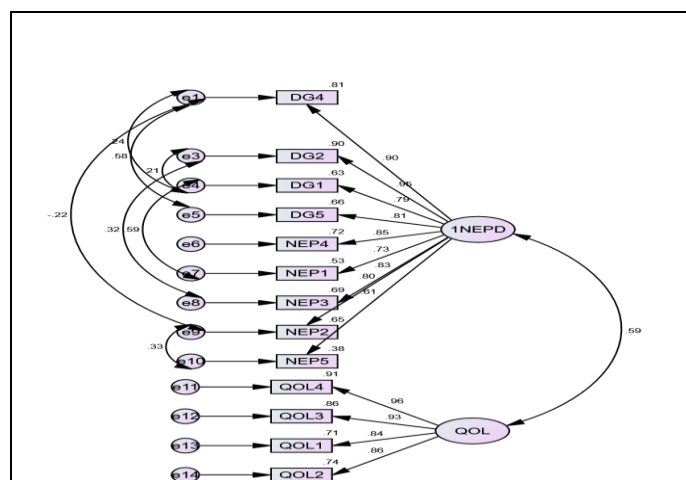 .81
e1 DG4
.24
.58
.90
.90
e3 DG2
.21
.95
.63
.79
e4 DG1
.66
.81
e5 DG5
-.22
.32
.59
.72
.85
e6 NEP4
1NEPD
.53
.73
e7 NEP1
.83
.80
.61
.69
e8 NEP3
.65
e9 NEP2
.59
.33
.38
e10 NEP5
.91
e11 QOL4
.96
.86
e12 QOL3
.93
QOL
.71
.84
e13 QOL1
.86
.74
e14 QOL2